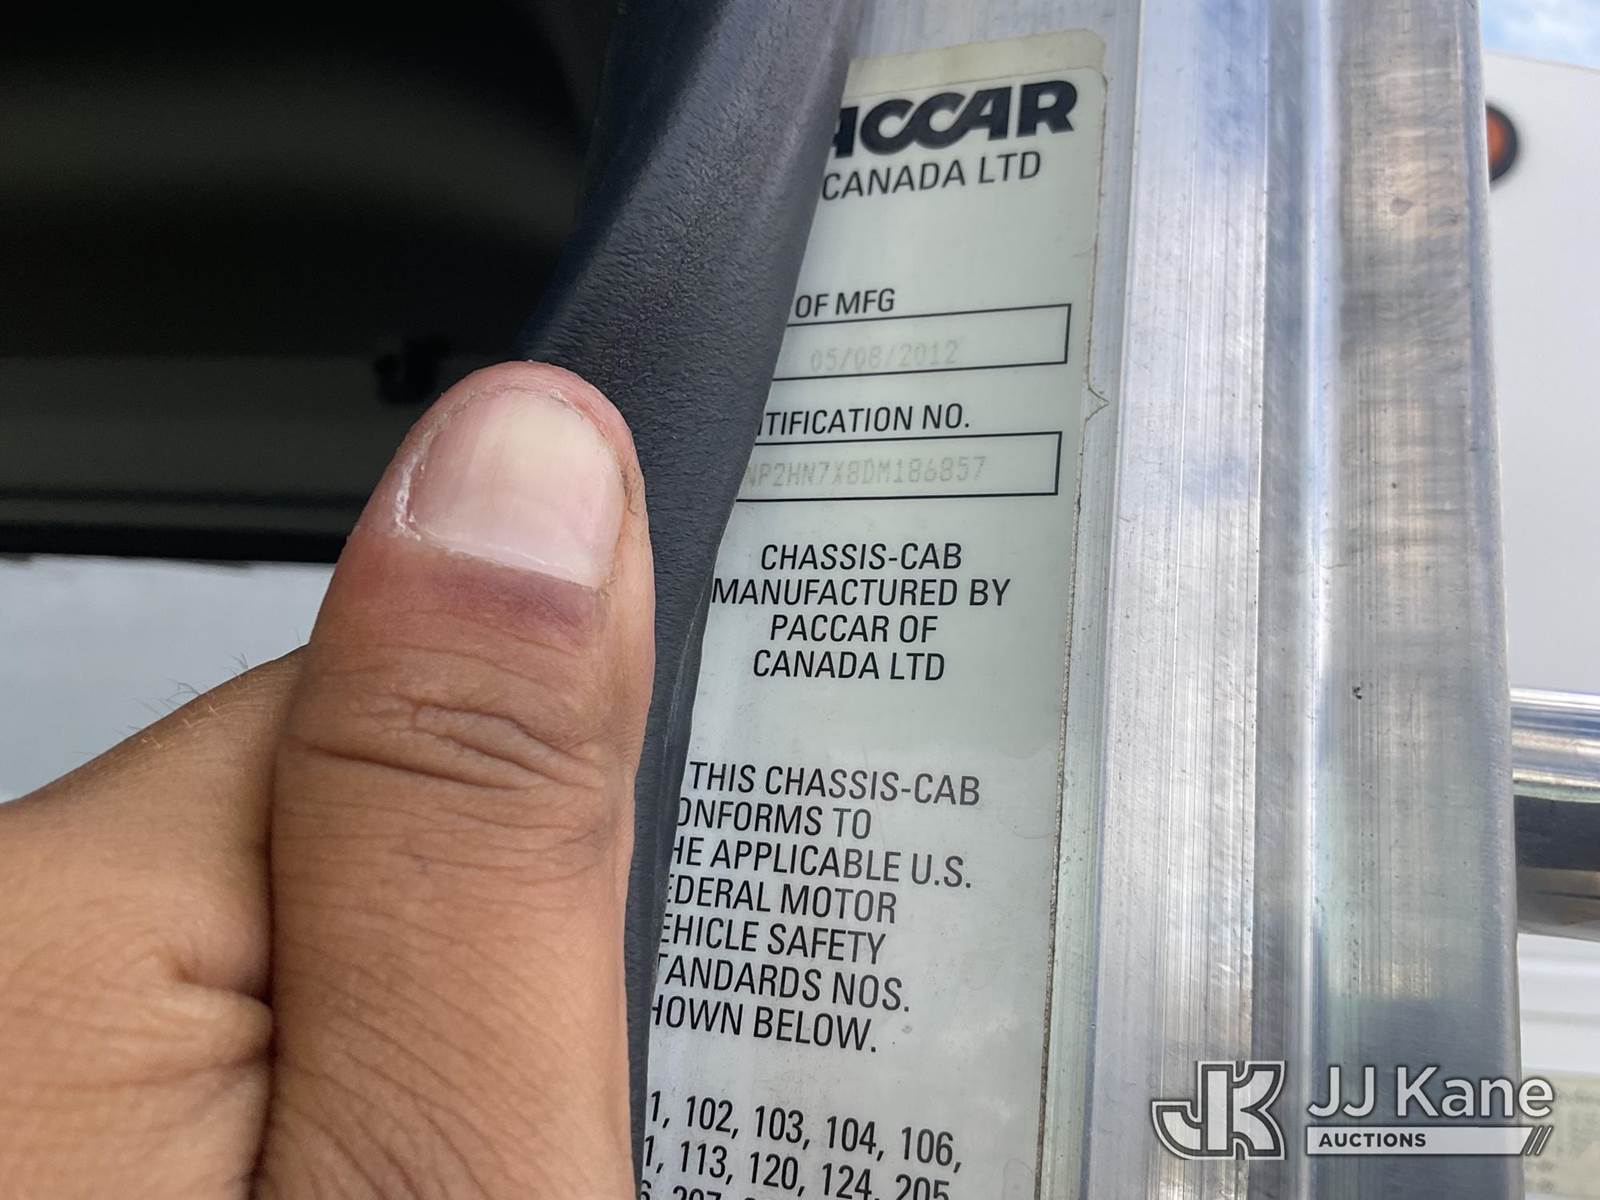 ACCAR
CANADA LTD
OF MFG
05/08/2012
TIFICATION NO.
NP2HN7X8DM186857
CHASSIS-CAB
MANUFACTURED BY
PACCAR OF
CANADA LTD
THIS CHASSIS-CAB
ONFORMS TO
HE APPLICABLE U.S.
EDERAL MOTOR
EHICLE SAFETY
TANDARDS NOS.
HOWN BELOW.
1, 102, 103, 104, 106,
1, 113, 120, 124, 205
207
JK JJ Kane
AUCTIONS